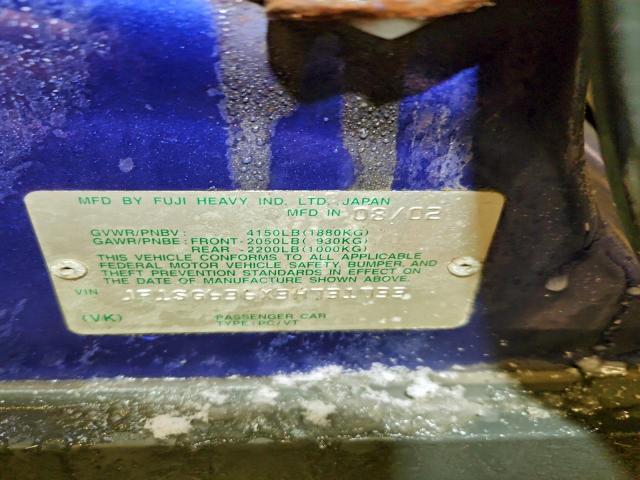 MFD BY FUJI HEAVY IND. LTD. JAPAN
MFD IN 08/02
GVWR/PNBV: 4150LB(1880KG)
GAWR/PNBE: FRONT-2050LB( 930KG)
REAR -2200LB(1000KG)
THIS VEHICLE CONFORMS TO ALL APPLICABLE
FEDERAL MOTOR VEHICLE SAFETY, BUMPER, AND
THEFT PREVENTION STANDARDS IN EFFECT ON
THE DATE OF MANUFACTURE SHOWN ABOVE.
VIN
(VK) PASSENGER CAR
TYPE:PC/VT